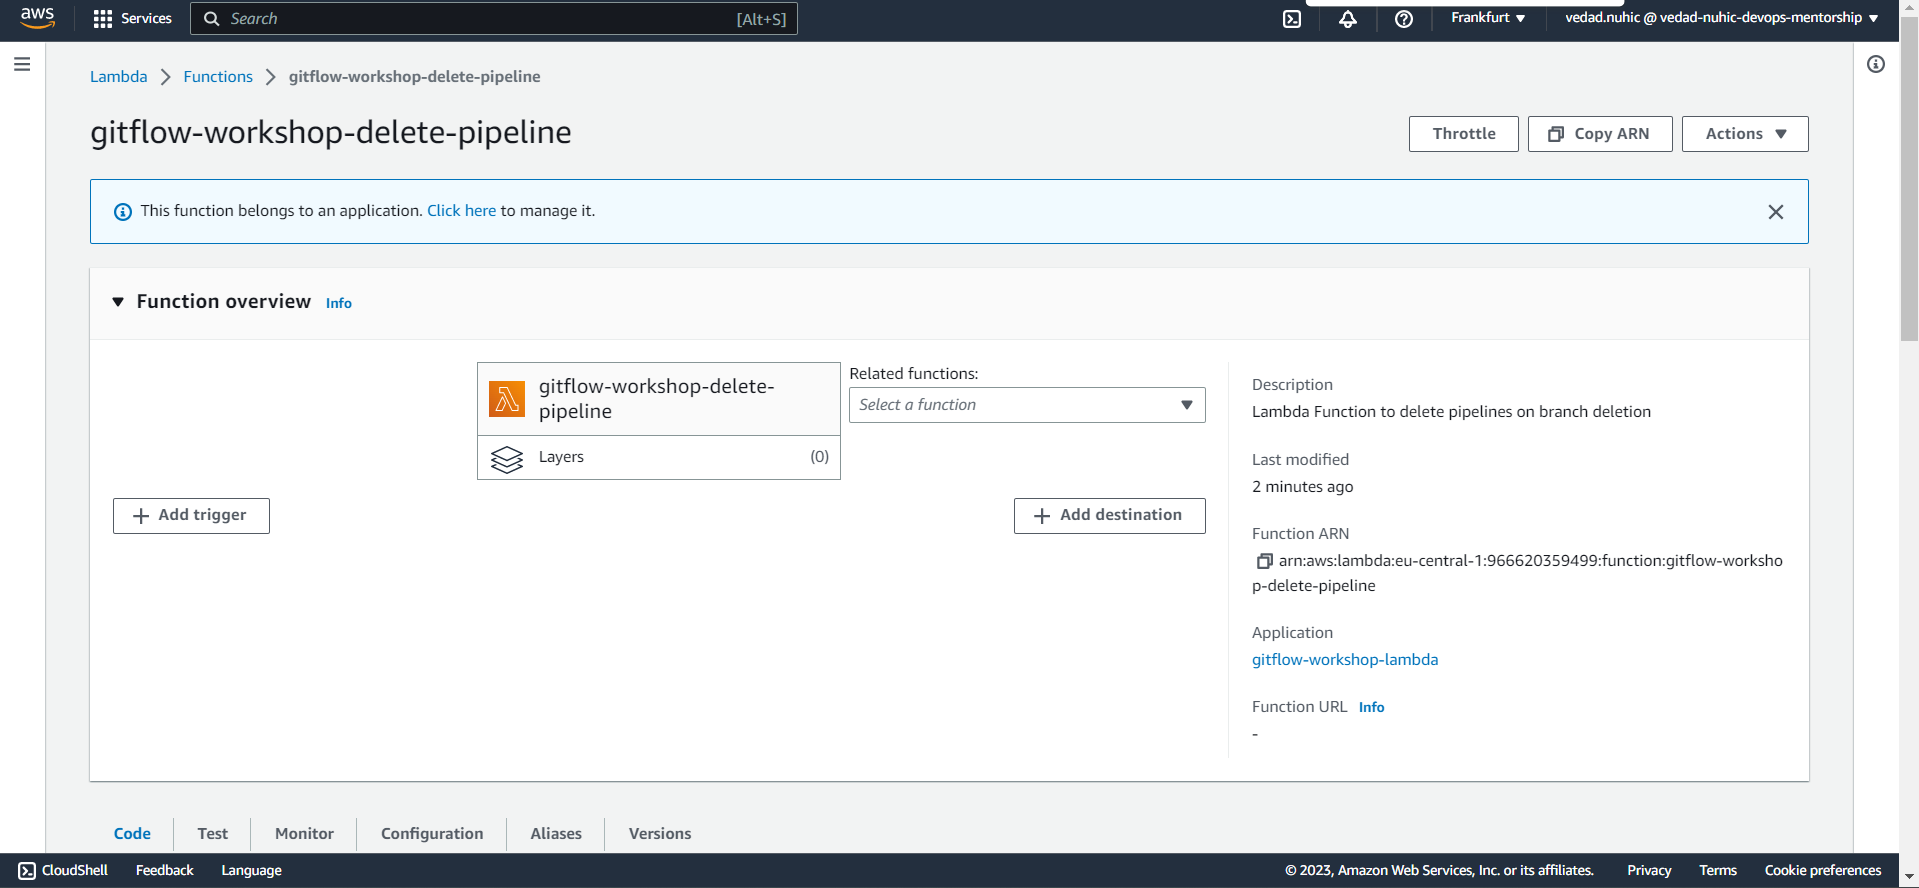 aws
Services
Search
[Alt+S]
Frankfurt
vedad.nuhic @ vedad-nuhic-devops-mentorship
Lambda
Functions
gitflow-workshop-delete-pipeline
gitflow-workshop-delete-pipeline
Throttle
Copy ARN
Actions
This function belongs to an application. Click here to manage it.
Function overview Info
gitflow-workshop-delete-
pipeline
Layers
(0)
Related functions:
Select a function
Add trigger
Add destination
Description
Lambda Function to delete pipelines on branch deletion
Last modified
2 minutes ago
Function ARN
arn:aws:lambda:eu-central-1:966620359499:function:gitflow-worksho
p-delete-pipeline
Application
gitflow-workshop-lambda
Function URL Info
-
Code
Test
Monitor
Configuration
Aliases
Versions
CloudShell
Feedback
Language
© 2023, Amazon Web Services, Inc. or its affiliates.
Privacy
Terms
Cookie preferences